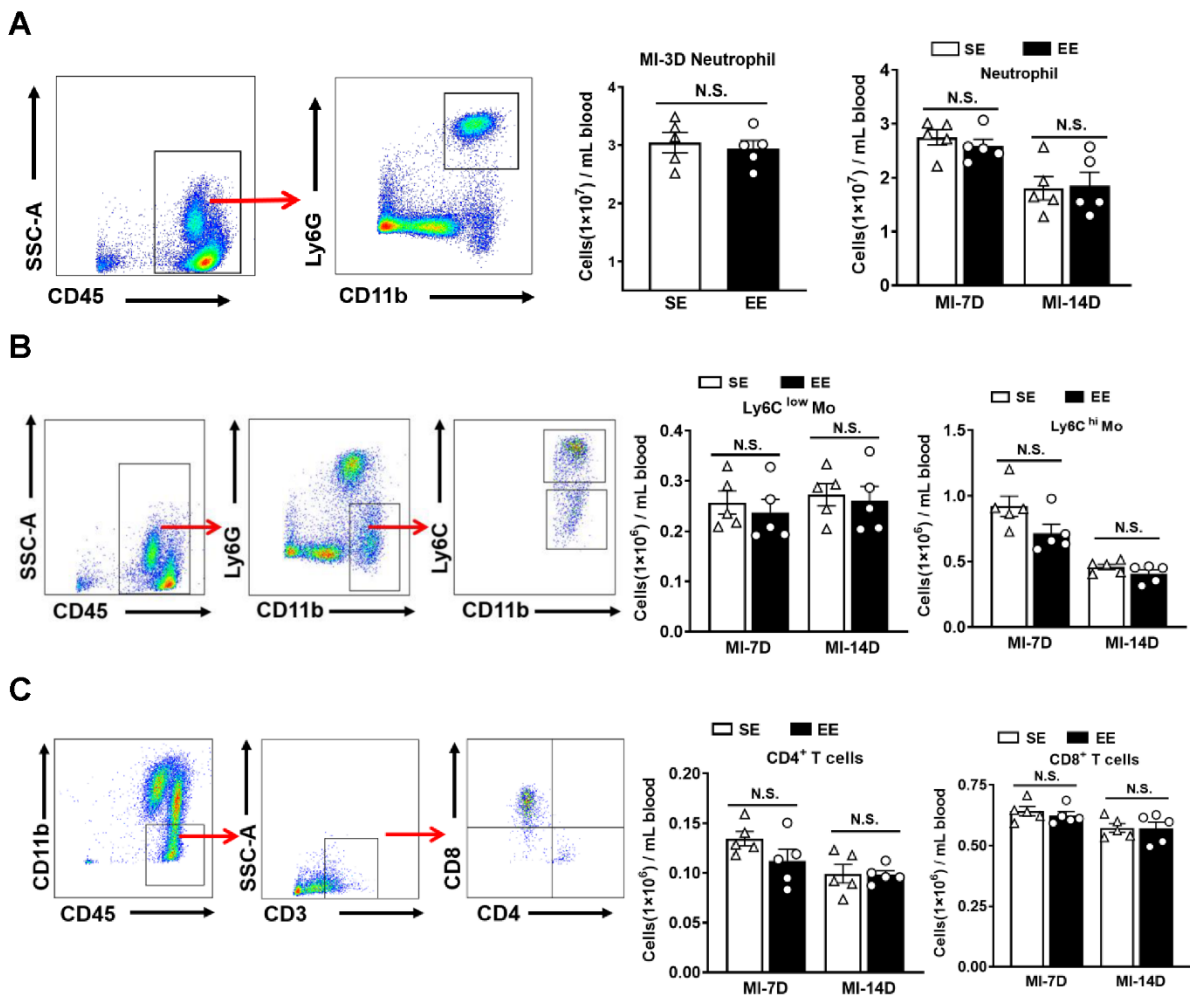 A
SSC-A
CD45
Ly6G
CD11b
MI-3D Neutrophil
N.S.
Cells(1×10⁷) / mL blood
4
3
2
1
SE
EE
SE
EE
Neutrophil
N.S.
N.S.
Cells(1×10⁷) / mL blood
4
3
2
1
0
MI-7D
MI-14D
B
SSC-A
CD45
Ly6G
CD11b
Ly6C
CD11b
SE
EE
Ly6C low Mo
N.S.
N.S.
Cells(1×10⁶) / mL blood
0.4
0.3
0.2
0.1
0.0
MI-7D
MI-14D
SE
EE
Ly6C hi Mo
N.S.
N.S.
Cells(1×10⁶) / mL blood
1.5
1.0
0.5
0.0
MI-7D
MI-14D
C
CD11b
CD45
SSC-A
CD3
CD8
CD4
SE
EE
CD4⁺ T cells
N.S.
N.S.
Cells(1×10⁶) / mL blood
0.20
0.15
0.10
0.05
0.00
MI-7D
MI-14D
SE
EE
CD8⁺ T cells
N.S.
N.S.
Cells(1×10⁶) / mL blood
0.75
0.50
0.25
0.00
MI-7D
MI-14D